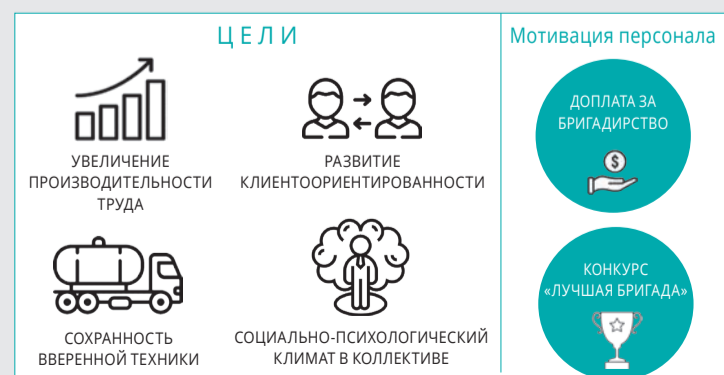 ЦЕЛИ
УВЕЛИЧЕНИЕ
ПРОИЗВОДИТЕЛЬНОСТИ
ТРУДА
РАЗВИТИЕ
КЛИЕНТООРИЕНТИРОВАННОСТИ
СОХРАННОСТЬ
ВВЕРЕННОЙ ТЕХНИКИ
СОЦИАЛЬНО-ПСИХОЛОГИЧЕСКИЙ
КЛИМАТ В КОЛЛЕКТИВЕ
Мотивация персонала
ДОПЛАТА ЗА
БРИГАДИРСТВО
$
КОНКУРС
«ЛУЧШАЯ БРИГАДА»